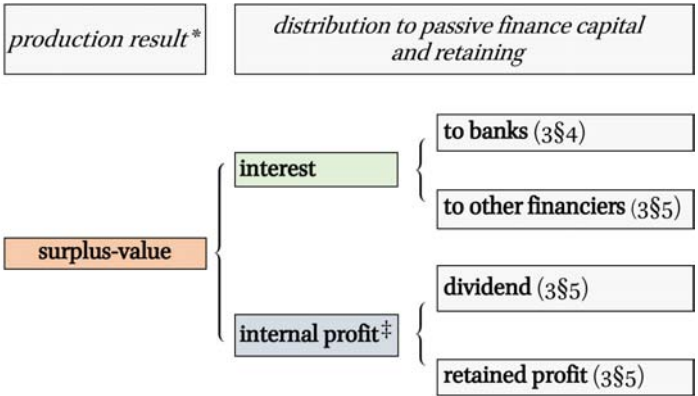 production result*
distribution to passive finance capital
and retaining
to banks (3§4)
interest
to other financiers (3§5)
surplus-value
dividend (3§5)
internal profit‡
retained profit (3§5)